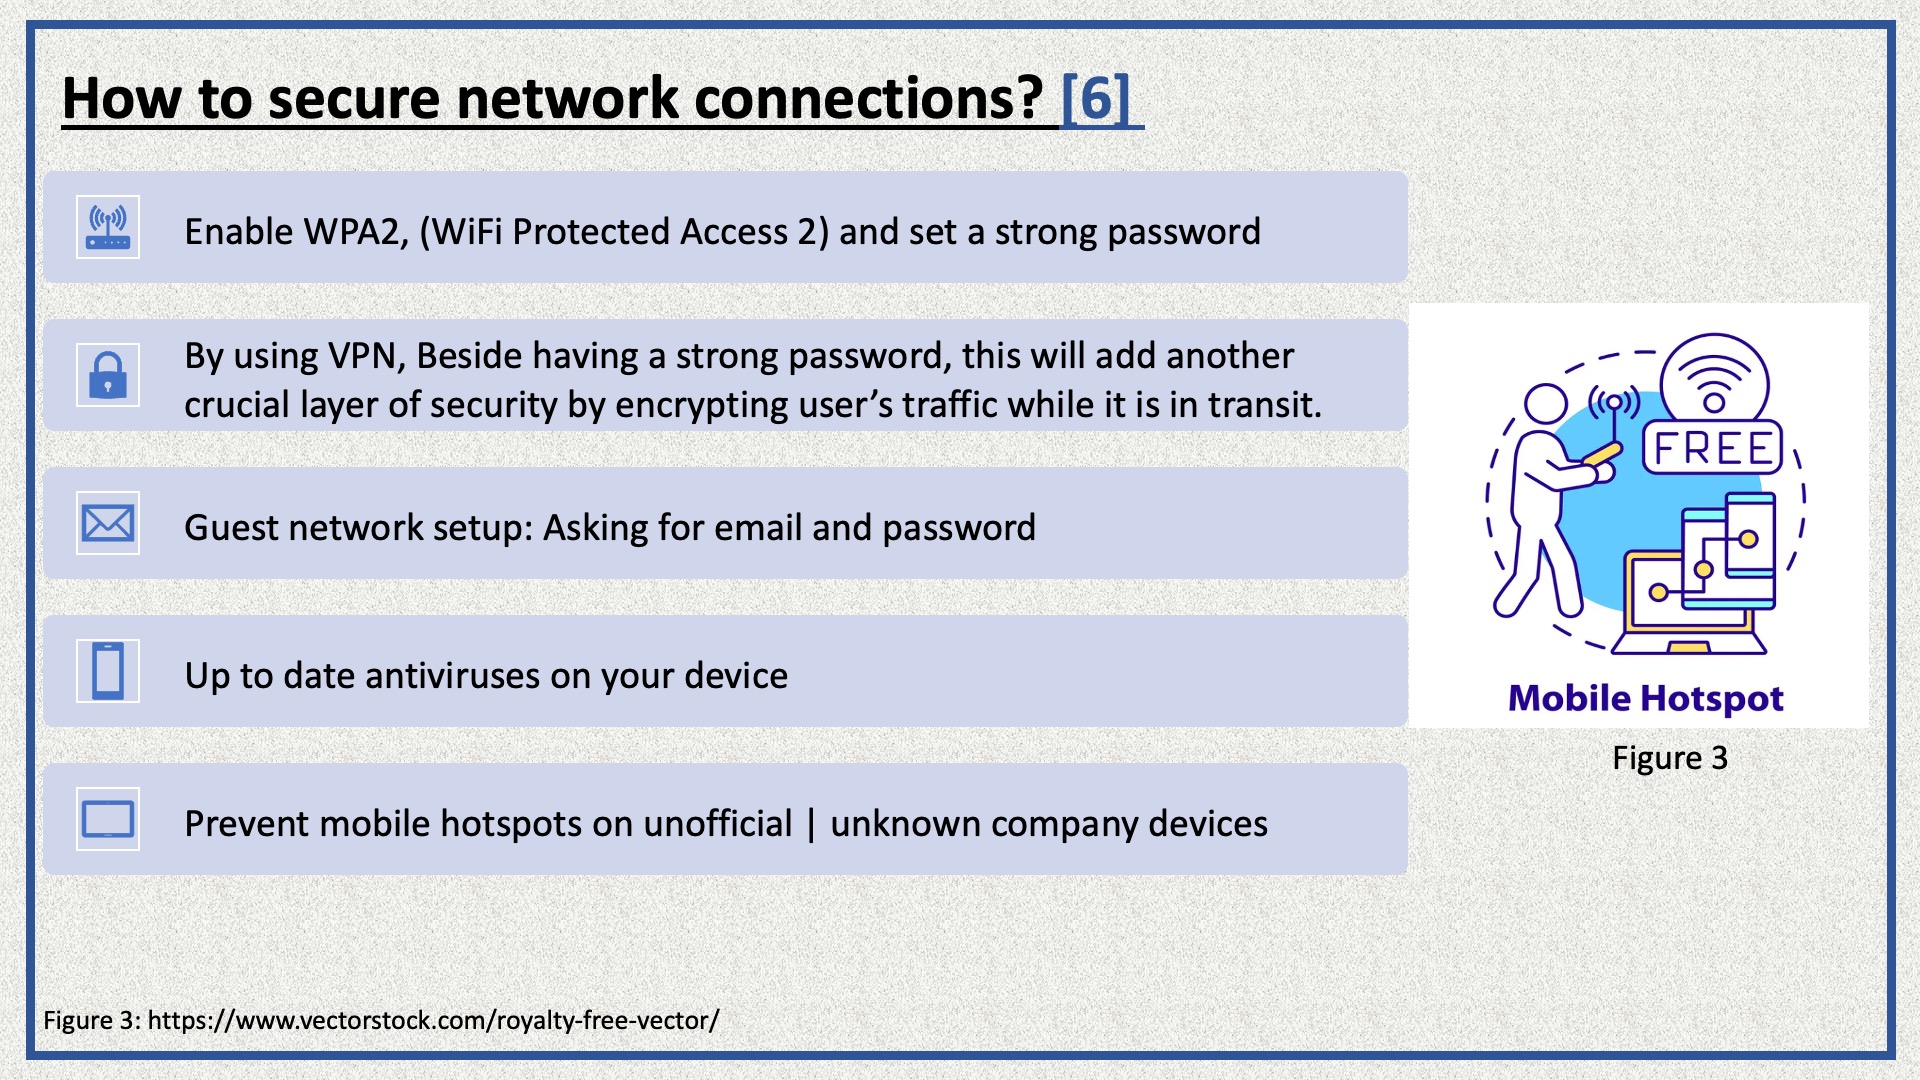 How to secure network connections? [6]
Enable WPA2, (WiFi Protected Access 2) and set a strong password
By using VPN, Beside having a strong password, this will add another
crucial layer of security by encrypting user’s traffic while it is in transit.
Guest network setup: Asking for email and password
Up to date antiviruses on your device
Prevent mobile hotspots on unofficial | unknown company devices
FREE
Mobile Hotspot
Figure 3
Figure 3: https://www.vectorstock.com/royalty-free-vector/